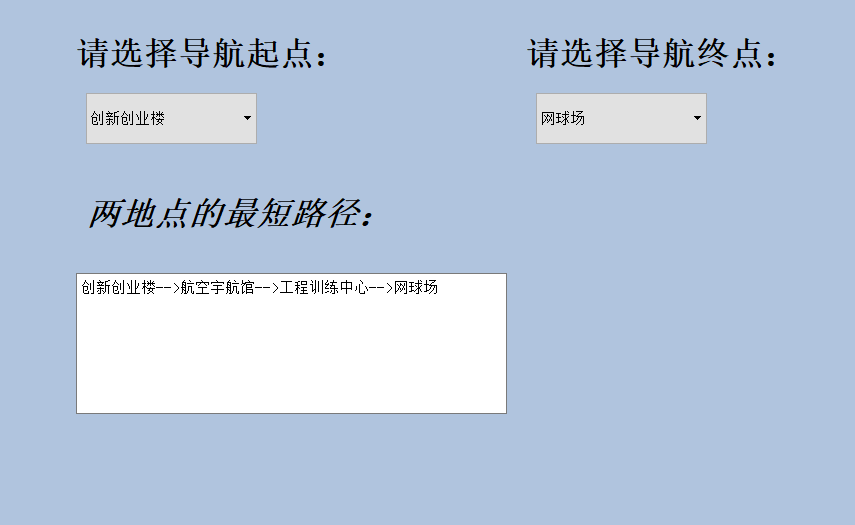 请选择导航起点：
请选择导航终点：
创新创业楼
网球场
两地点的最短路径：
创新创业楼-->航空宇航馆-->工程训练中心-->网球场